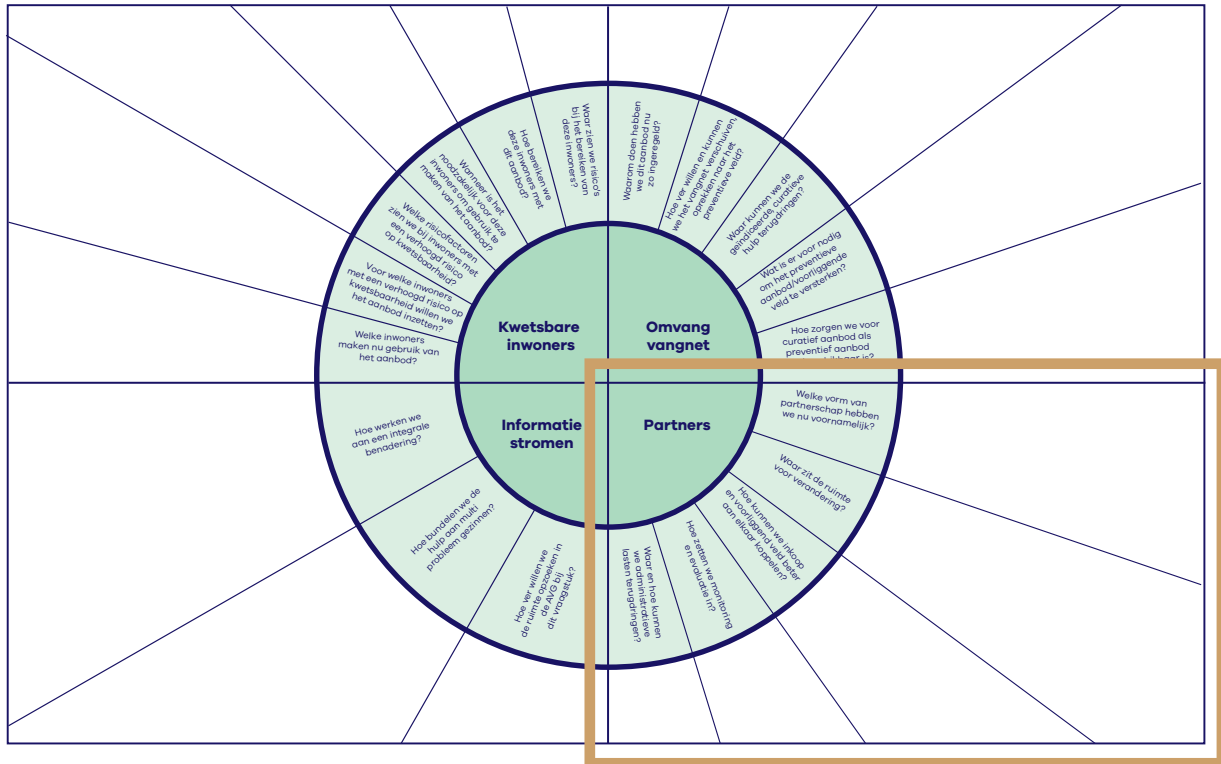 Kwetsbare
inwoners
Welke inwoners
maken nu gebruik van
het aanbod?
Voor welke inwoners
met een verhoogd risico op
kwetsbaarheid willen we
het aanbod inzetten?
Welke risicofactoren
zien we bij inwoners met
een verhoogd risico
op kwetsbaarheid?
Wanneer is het
noodzakelijk voor deze
inwoners om gebruik te
maken van het aanbod?
Hoe bereiken we
deze inwoners met
dit aanbod?
Waar zien we risico's
bij het bereiken van
deze inwoners?
Omvang
vangnet
Waarom doen hebben
we dit aanbod nu
zo ingeregeld?
Hoe ver willen en kunnen
we het vangnet verschuiven,
oprekken naar het
preventieve veld?
Waar kunnen we de
geïndiceerde curatieve
hulp terugdringen?
Wat is er voor nodig
om het preventieve
aanbod/voorliggende
veld te versterken?
Hoe zorgen we voor
curatief aanbod als
preventief aanbod
is?
Partners
Welke vorm van
partnerschap hebben
we nu voornamelijk?
Waar zit de ruimte
voor verandering?
Hoe kunnen we inkoop
en voorliggend veld beter
aan elkaar koppelen?
Hoe zetten we monitoring
en evaluatie in?
Waar en hoe kunnen
we administratieve
lasten terugdringen?
Informatie
stromen
Hoe ver willen we
de ruimte opzoeken in
de AVG bij
dit vraagstuk?
Hoe bundelen we de
hulp aan multi
probleem gezinnen?
Hoe werken we
aan een integrale
benadering?